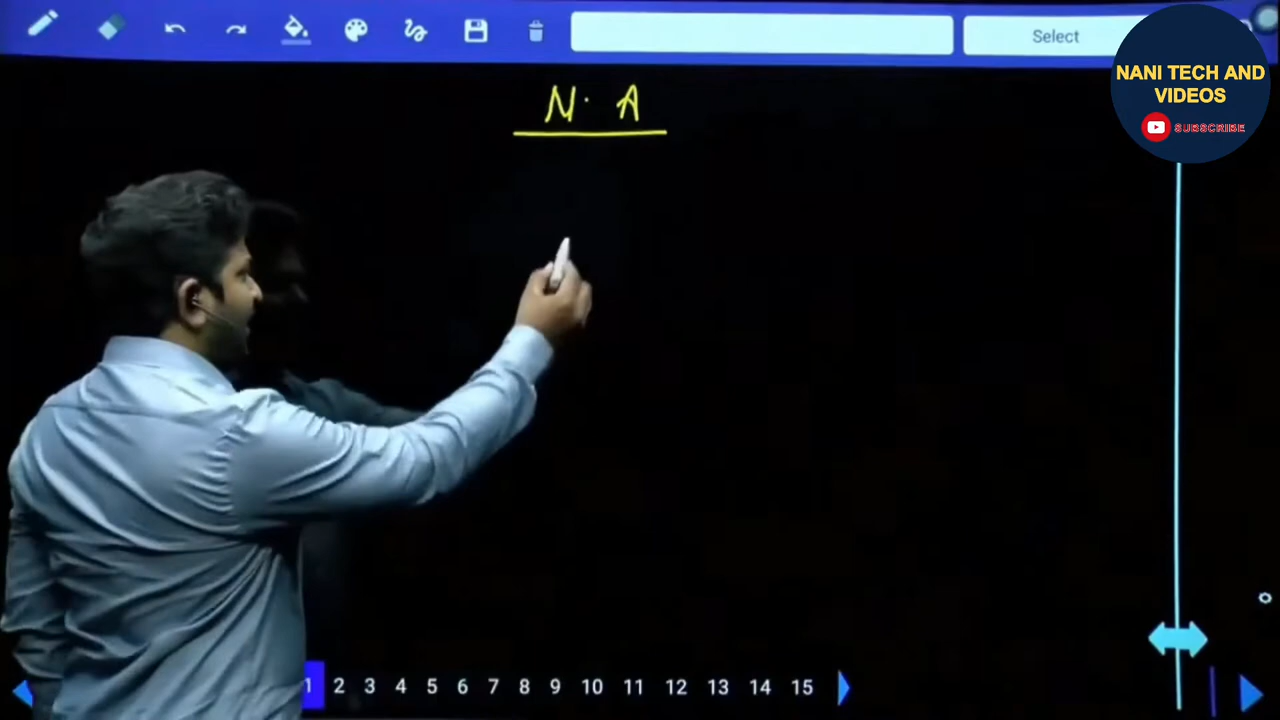 Select
NANI TECH AND
VIDEOS
SUBSCRIBE
N. A
1 2 3 4 5 6 7 8 9 10 11 12 13 14 15